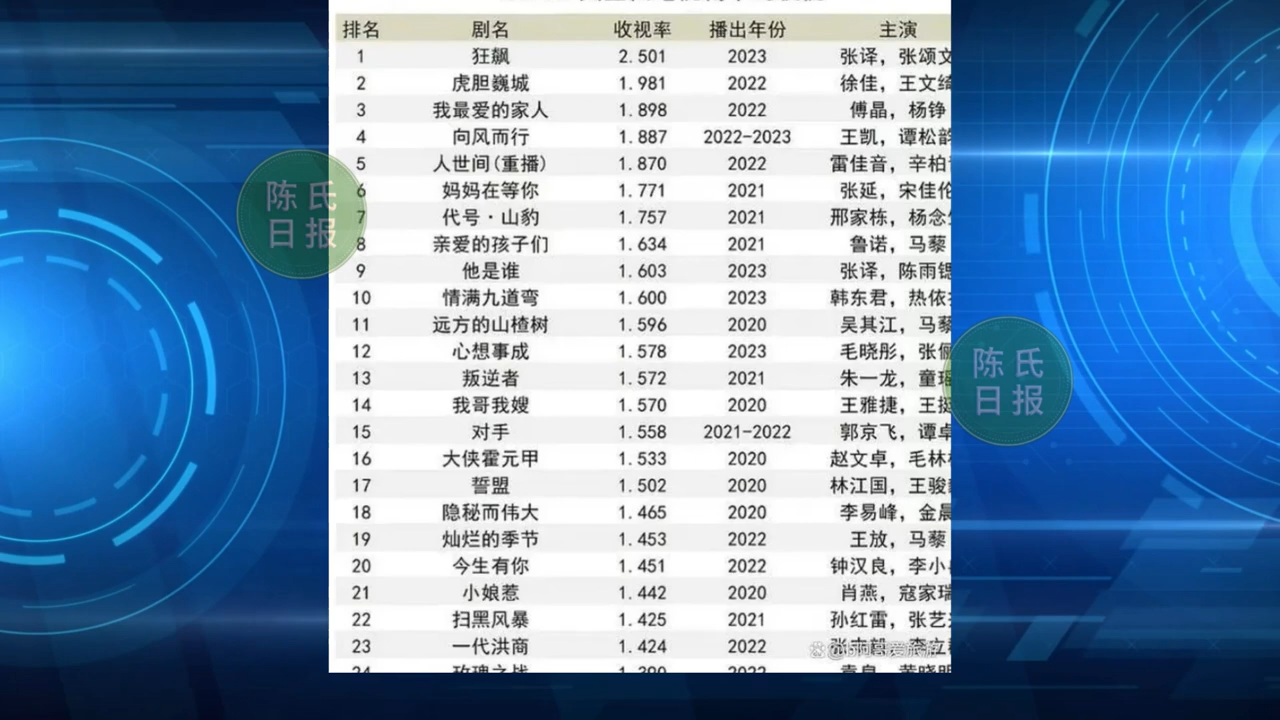 排名 剧名 收视率 播出年份 主演
1 狂飙 2.501 2023 张译，张颂文
2 虎胆巍城 1.981 2022 徐佳，王文绮
3 我最爱的家人 1.898 2022 傅晶，杨铮
4 向风而行 1.887 2022-2023 王凯，谭松韵
5 人世间(重播) 1.870 2022 雷佳音，辛柏
6 妈妈在等你 1.771 2021 张延，宋佳伦
7 代号·山豹 1.757 2021 邢家栋，杨念
8 亲爱的孩子们 1.634 2021 鲁诺，马藜
9 他是谁 1.603 2023 张译，陈雨锶
10 情满九道弯 1.600 2023 韩东君，热依
11 远方的山楂树 1.596 2020 吴其江，马藜
12 心想事成 1.578 2023 毛晓彤，张俪
13 叛逆者 1.572 2021 朱一龙，童瑶
14 我哥我嫂 1.570 2020 王雅捷，王挺
15 对手 1.558 2021-2022 郭京飞，谭卓
16 大侠霍元甲 1.533 2020 赵文卓，毛林
17 誓盟 1.502 2020 林江国，王骏
18 隐秘而伟大 1.465 2020 李易峰，金晨
19 灿烂的季节 1.453 2022 王放，马藜
20 今生有你 1.451 2022 钟汉良，李小
21 小娘惹 1.442 2020 肖燕，寇家瑞
22 扫黑风暴 1.425 2021 孙红雷，张艺
23 一代洪商 1.424 2022
陈氏
日报
陈氏
日报